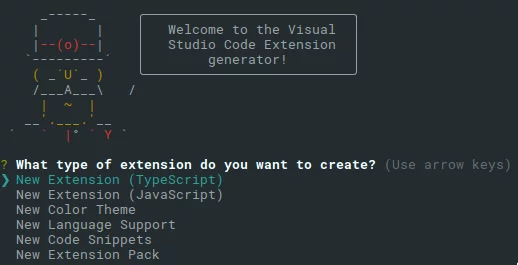 Welcome to the Visual
Studio Code Extension
generator!
? What type of extension do you want to create? (Use arrow keys)
❯ New Extension (TypeScript)
New Extension (JavaScript)
New Color Theme
New Language Support
New Code Snippets
New Extension Pack